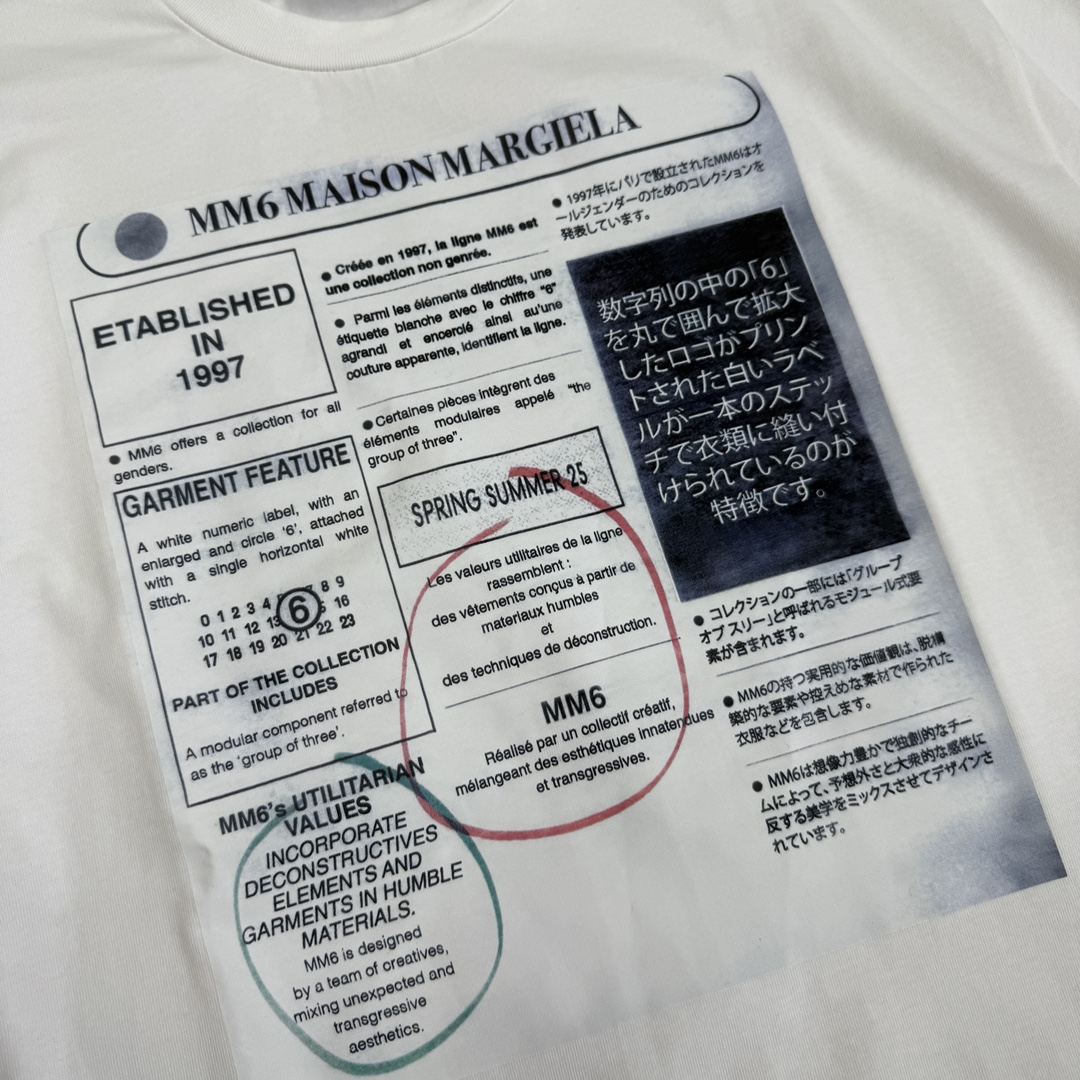 MM6 MAISON MARGIELA
ETABLISHED
IN
1997
● MM6 offers a collection for all
genders.
GARMENT FEATURE
A white numeric label, with an
enlarged and circle ‘6’, attached
with a single horizontal white
stitch.
0 1 2 3 4 6 8 9
10 11 12 13 16
17 18 19 20 21 22 23
PART OF THE COLLECTION
INCLUDES
A modular component referred to
as the ‘group of three’.
MM6’s UTILITARIAN
VALUES
INCORPORATE
DECONSTRUCTIVES
ELEMENTS AND
GARMENTS IN HUMBLE
MATERIALS.
MM6 is designed
by a team of creatives,
mixing unexpected and
transgressive
aesthetics.
● Créée en 1997, la ligne MM6 est
une collection non genrée.
● Parmi les éléments distinctifs, une
étiquette blanche avec le chiffre “6”
agrandi et encerclé ainsi qu’une
couture apparente, identifient la ligne.
● Certaines pièces intègrent des
éléments modulaires appelé “the
group of three”.
SPRING SUMMER 25
Les valeurs utilitaires de la ligne
rassemblent :
des vêtements conçus à partir de
materiaux humbles
et
des techniques de déconstruction.
MM6
Réalisé par un collectif créatif,
mélangeant des esthétiques innatendues
et transgressives.
● 1997年にパリで設立されたMM6はオ
ールジェンダーのためのコレクションを
発表しています。
数字列の中の「6」
を丸で囲んで拡大
したロゴがプリン
トされた白いラベ
ルが一本のステッ
チで衣類に縫い付
けられているのが
特徴です。
● コレクションの一部には「グループ
オブ スリー」と呼ばれるモジュール式要
素が含まれます。
● MM6の持つ実用的な価値観は、脱構
築的な要素や控えめな素材で作られた
衣服などを包含します。
● MM6は想像力豊かで独創的なチー
ムによって、予想外さと大衆的な感性に
反する美学をミックスさせてデザインさ
れています。